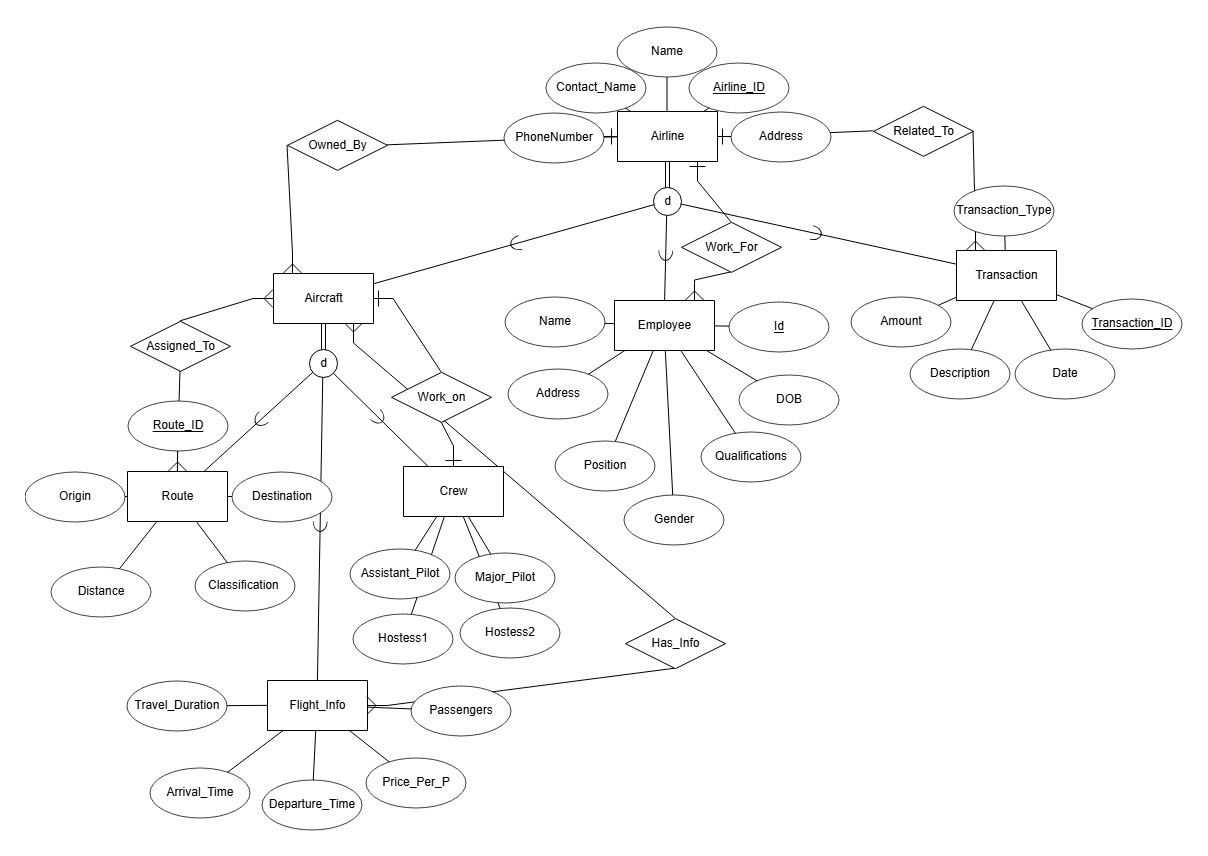 Name
Contact_Name
Airline_ID
PhoneNumber
Airline
Address
Related_To
Owned_By
d
Transaction_Type
Work_For
Transaction
Aircraft
Name
Employee
Id
Amount
Transaction_ID
Assigned_To
d
Description
Date
Address
DOB
Work_on
Route_ID
Position
Qualifications
Origin
Route
Destination
Crew
Gender
Distance
Classification
Assistant_Pilot
Major_Pilot
Hostess1
Hostess2
Has_Info
Travel_Duration
Flight_Info
Passengers
Arrival_Time
Departure_Time
Price_Per_P